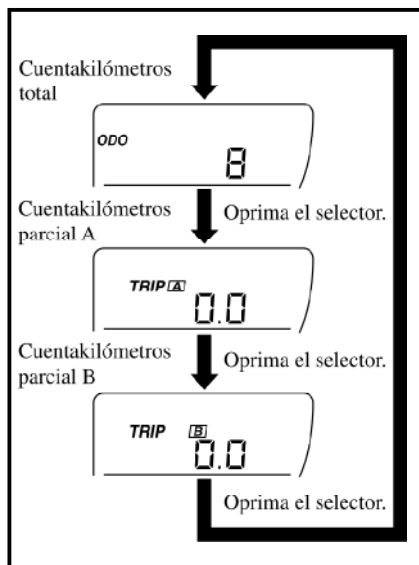 Cuentakilómetros
total
ODO
8
Cuentakilómetros
parcial A
Oprima el selector.
TRIP A
0.0
Cuentakilómetros
parcial B
Oprima el selector.
TRIP B
0.0
Oprima el selector.